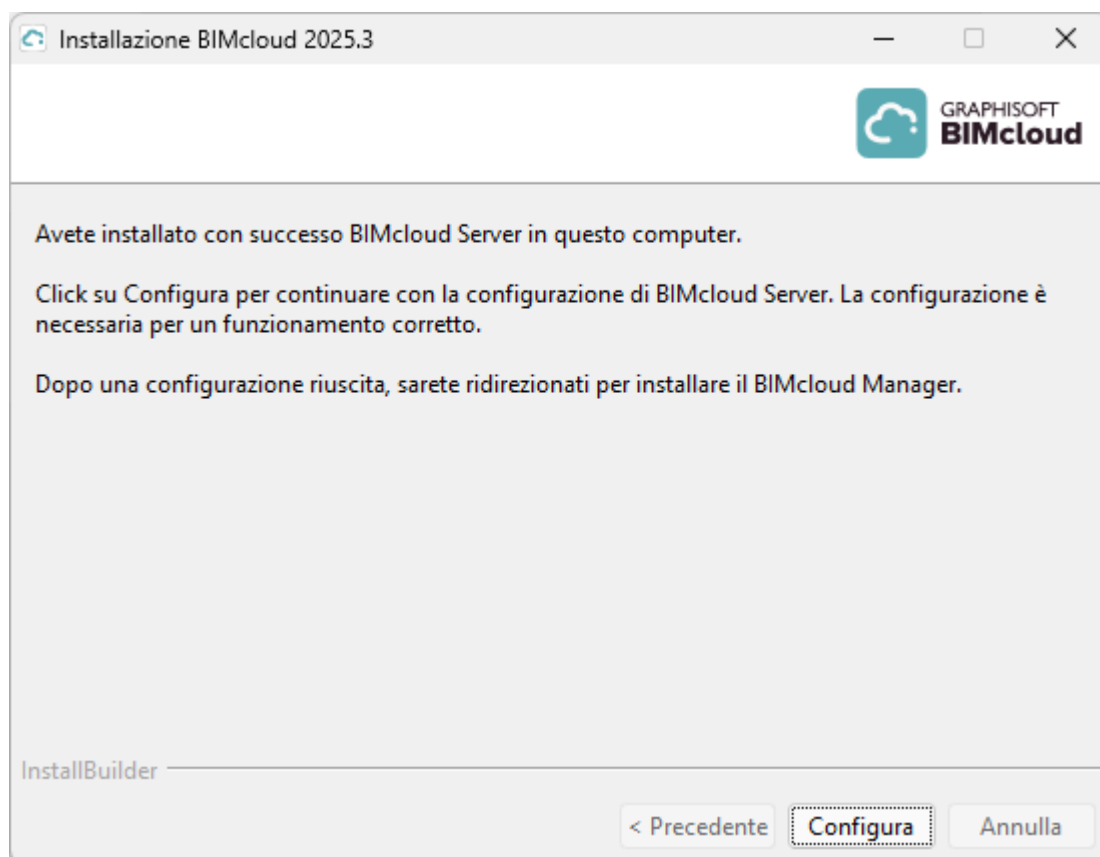 Installazione BIMcloud 2025.3
GRAPHISOFT
BIMcloud
Avete installato con successo BIMcloud Server in questo computer.
Click su Configura per continuare con la configurazione di BIMcloud Server. La configurazione è
necessaria per un funzionamento corretto.
Dopo una configurazione riuscita, sarete ridirezionati per installare il BIMcloud Manager.
InstallBuilder
< Precedente
Configura
Annulla